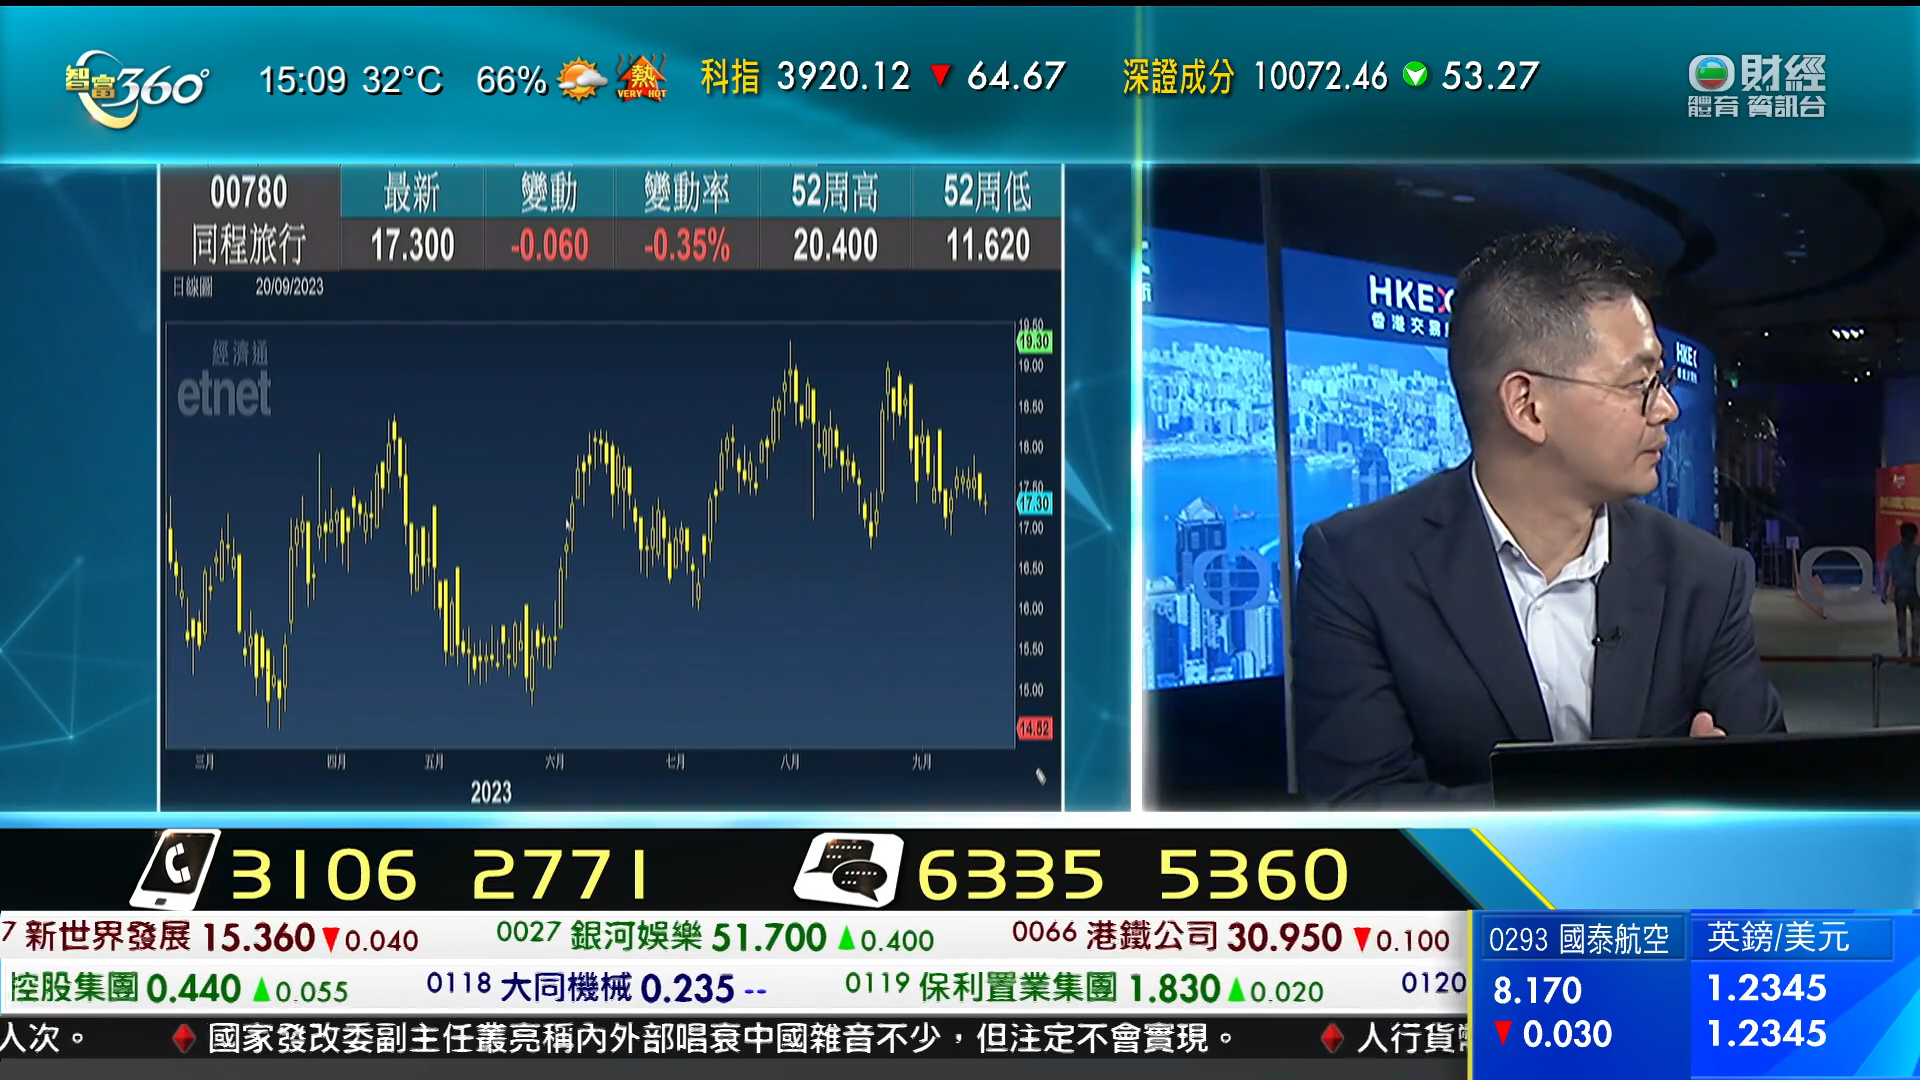 智富360°
15:09 32°C 66% 熱 VERY HOT 科指 3920.12 ▼ 64.67 深證成分 10072.46 53.27
財經
體育 資訊台
00780 最新 變動 變動率 52周高 52周低
同程旅行 17.300 -0.060 -0.35% 20.400 11.620
日線圖 20/09/2023
經濟通
etnet
19.30
19.00
18.50
18.00
17.30
17.00
16.50
16.00
15.50
15.00
14.52
三月 四月 五月 六月 七月 八月 九月
2023
HKEX
香港交易
HKE
3106 2771 6335 5360
7 新世界發展 15.360 ▼ 0.040 0027 銀河娛樂 51.700 ▲ 0.400 0066 港鐵公司 30.950 ▼ 0.100
控股集團 0.440 ▲ 0.055 0118 大同機械 0.235 -- 0119 保利置業集團 1.830 ▲ 0.020 0120
人次。 國家發改委副主任叢亮稱內外部唱衰中國雜音不少，但注定不會實現。 人行貨
0293 國泰航空
8.170
▼ 0.030
英鎊/美元
1.2345
1.2345